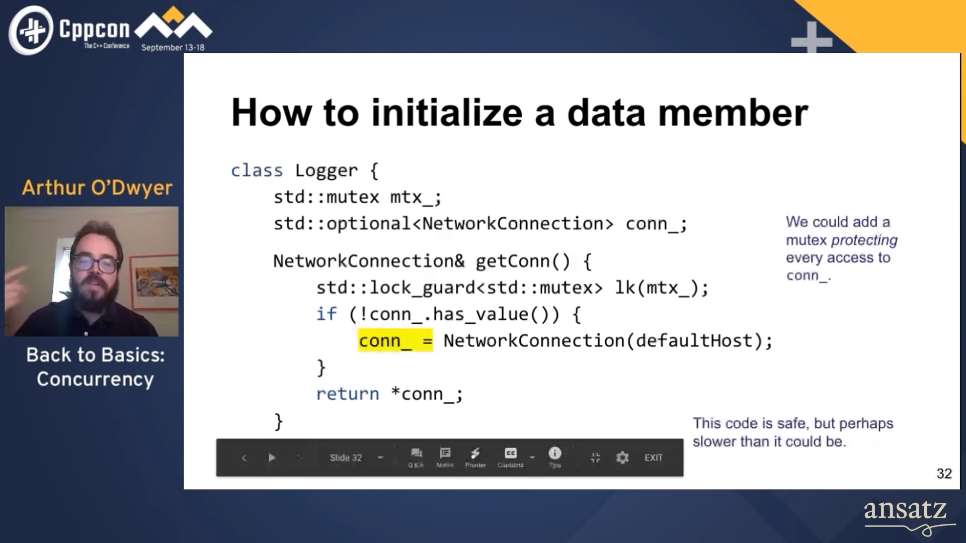 Cppcon
The C++ Conference
September 13-18
How to initialize a data member
class Logger {
std::mutex mtx_;
std::optional<NetworkConnection> conn_;
NetworkConnection& getConn() {
std::lock_guard<std::mutex> lk(mtx_);
if (!conn_.has_value()) {
conn_ = NetworkConnection(defaultHost);
}
return *conn_;
}
We could add a
mutex protecting
every access to
conn_.
This code is safe, but perhaps
slower than it could be.
Arthur O'Dwyer
Back to Basics:
Concurrency
Slide 32
Q&A
Notes
Pointer
Captions
Tips
EXIT
32
ansatz